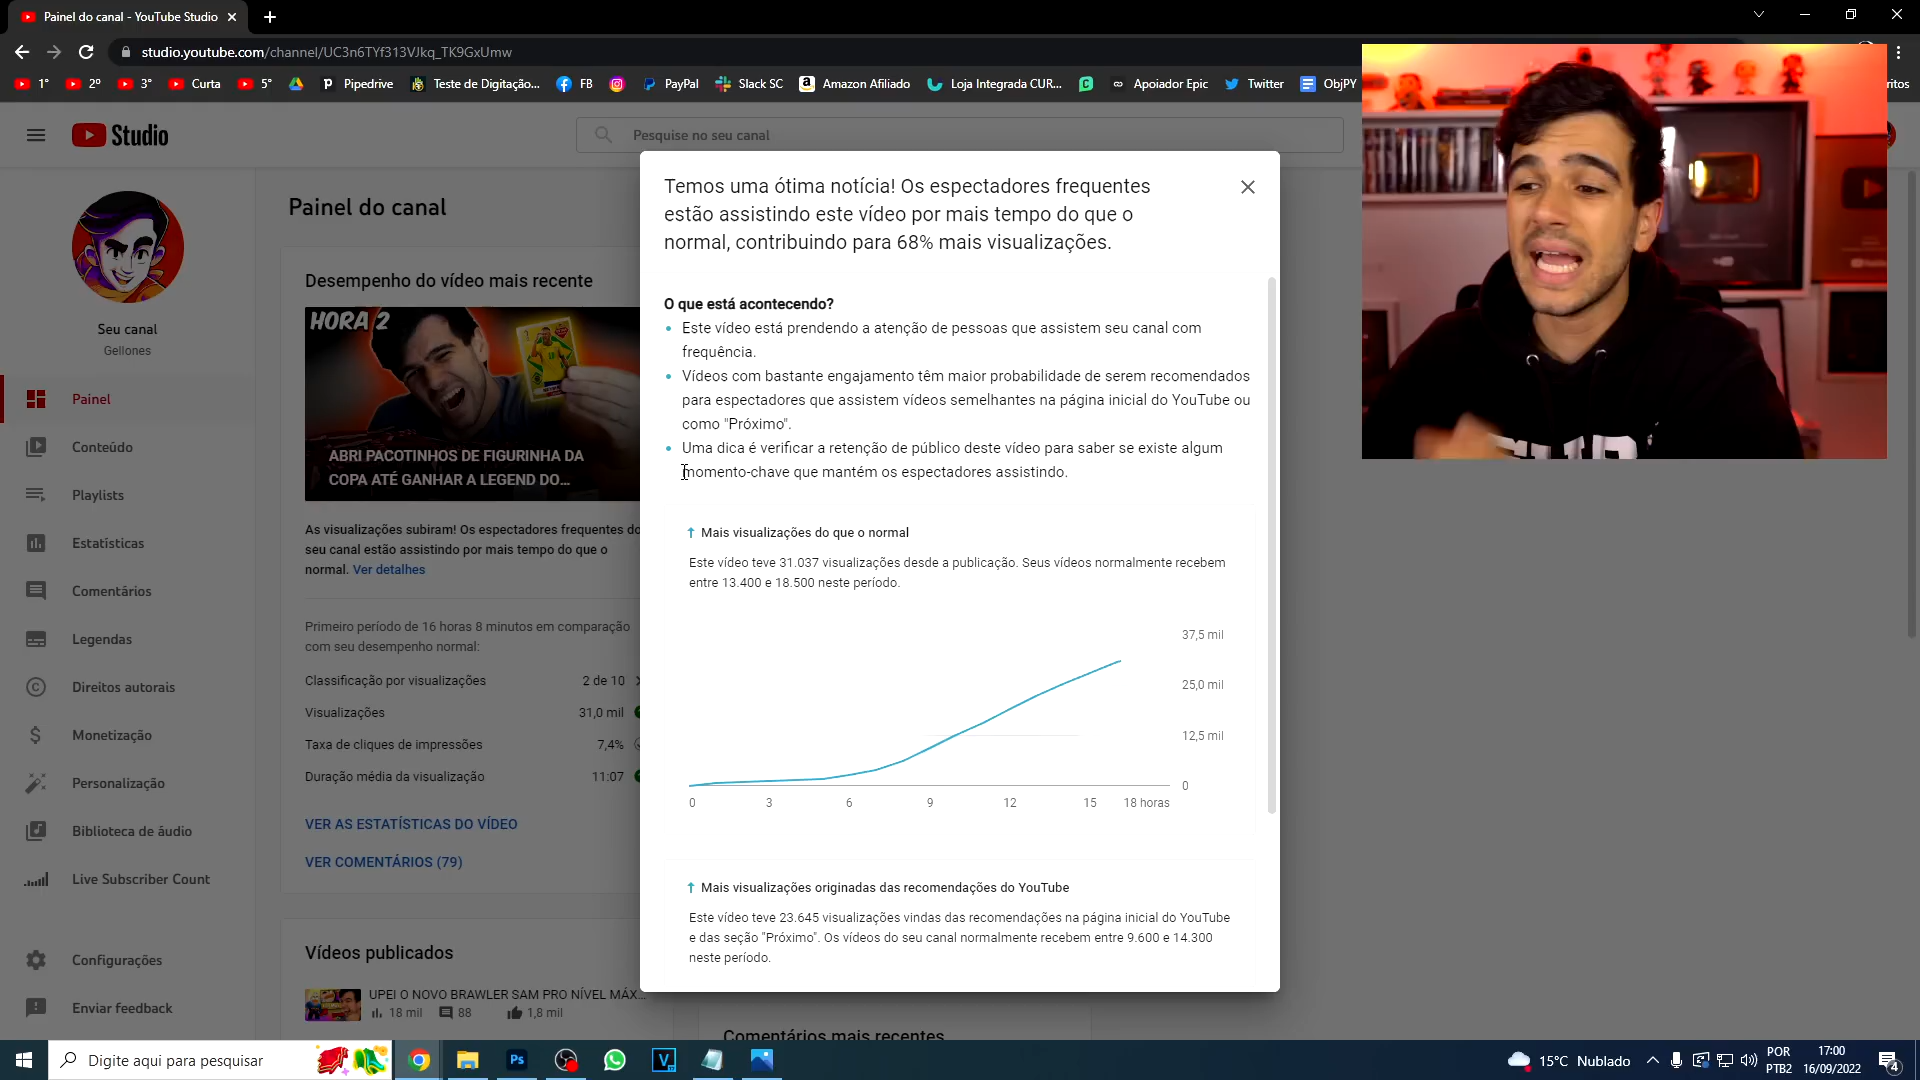 Painel do canal - YouTube Studio
studio.youtube.com/channel/UC3n6TYf313VJkq_TK9GxUmw
1°
2º
3°
Curta
5°
Pipedrive
Teste de Digitação...
FB
PayPal
Slack SC
Amazon Afiliado
Loja Integrada CUR...
Apoiador Epic
Twitter
ObjPY
ritos
Studio
Pesquise no seu canal
Seu canal
Gellones
Painel
Conteúdo
Playlists
Estatísticas
Comentários
Legendas
Direitos autorais
Monetização
Personalização
Biblioteca de áudio
Live Subscriber Count
Configurações
Enviar feedback
Painel do canal
Desempenho do vídeo mais recente
HORA 2
ABRI PACOTINHOS DE FIGURINHA DA
COPA ATÉ GANHAR A LEGEND DO...
As visualizações subiram! Os espectadores frequentes do
seu canal estão assistindo por mais tempo do que o
normal. Ver detalhes
Primeiro período de 16 horas 8 minutos em comparação
com seu desempenho normal:
Classificação por visualizações 2 de 10
Visualizações 31,0 mil
Taxa de cliques de impressões 7,4%
Duração média da visualização 11:07
VER AS ESTATÍSTICAS DO VÍDEO
VER COMENTÁRIOS (79)
Vídeos publicados
UPEI O NOVO BRAWLER SAM PRO NÍVEL MÁX...
18 mil 88 1,8 mil
Comentários mais recentes
Temos uma ótima notícia! Os espectadores frequentes
estão assistindo este vídeo por mais tempo do que o
normal, contribuindo para 68% mais visualizações.
O que está acontecendo?
Este vídeo está prendendo a atenção de pessoas que assistem seu canal com
frequência.
Vídeos com bastante engajamento têm maior probabilidade de serem recomendados
para espectadores que assistem vídeos semelhantes na página inicial do YouTube ou
como "Próximo".
Uma dica é verificar a retenção de público deste vídeo para saber se existe algum
momento-chave que mantém os espectadores assistindo.
Mais visualizações do que o normal
Este vídeo teve 31.037 visualizações desde a publicação. Seus vídeos normalmente recebem
entre 13.400 e 18.500 neste período.
37,5 mil
25,0 mil
12,5 mil
0
0 3 6 9 12 15 18 horas
Mais visualizações originadas das recomendações do YouTube
Este vídeo teve 23.645 visualizações vindas das recomendações na página inicial do YouTube
e das seção "Próximo". Os vídeos do seu canal normalmente recebem entre 9.600 e 14.300
neste período.
Digite aqui para pesquisar
Ps
V
15°C Nublado
POR
PTB2
17:00
16/09/2022
4